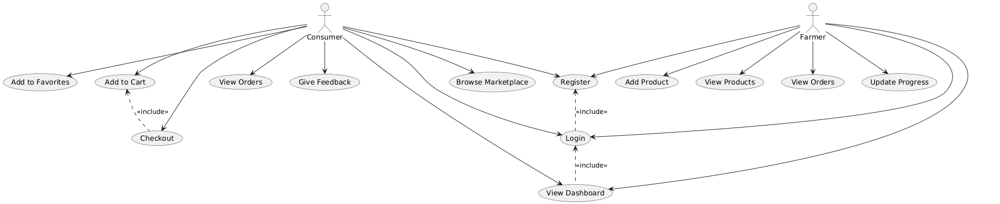 Consumer
Farmer
Add to Favorites
Add to Cart
View Orders
Give Feedback
Browse Marketplace
Register
Add Product
View Products
View Orders
Update Progress
«include»
«include»
Checkout
Login
«include»
View Dashboard